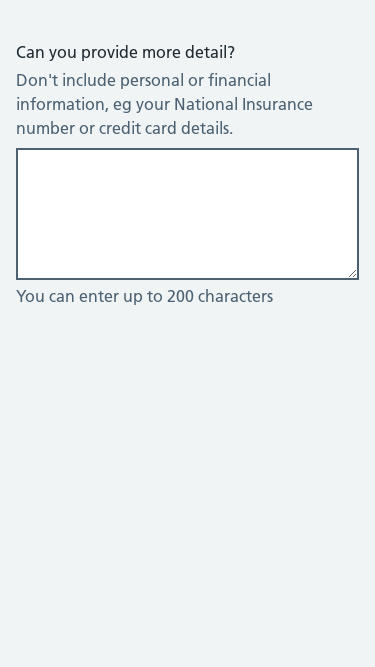 Can you provide more detail?
Don't include personal or financial
information, eg your National Insurance
number or credit card details.
You can enter up to 200 characters